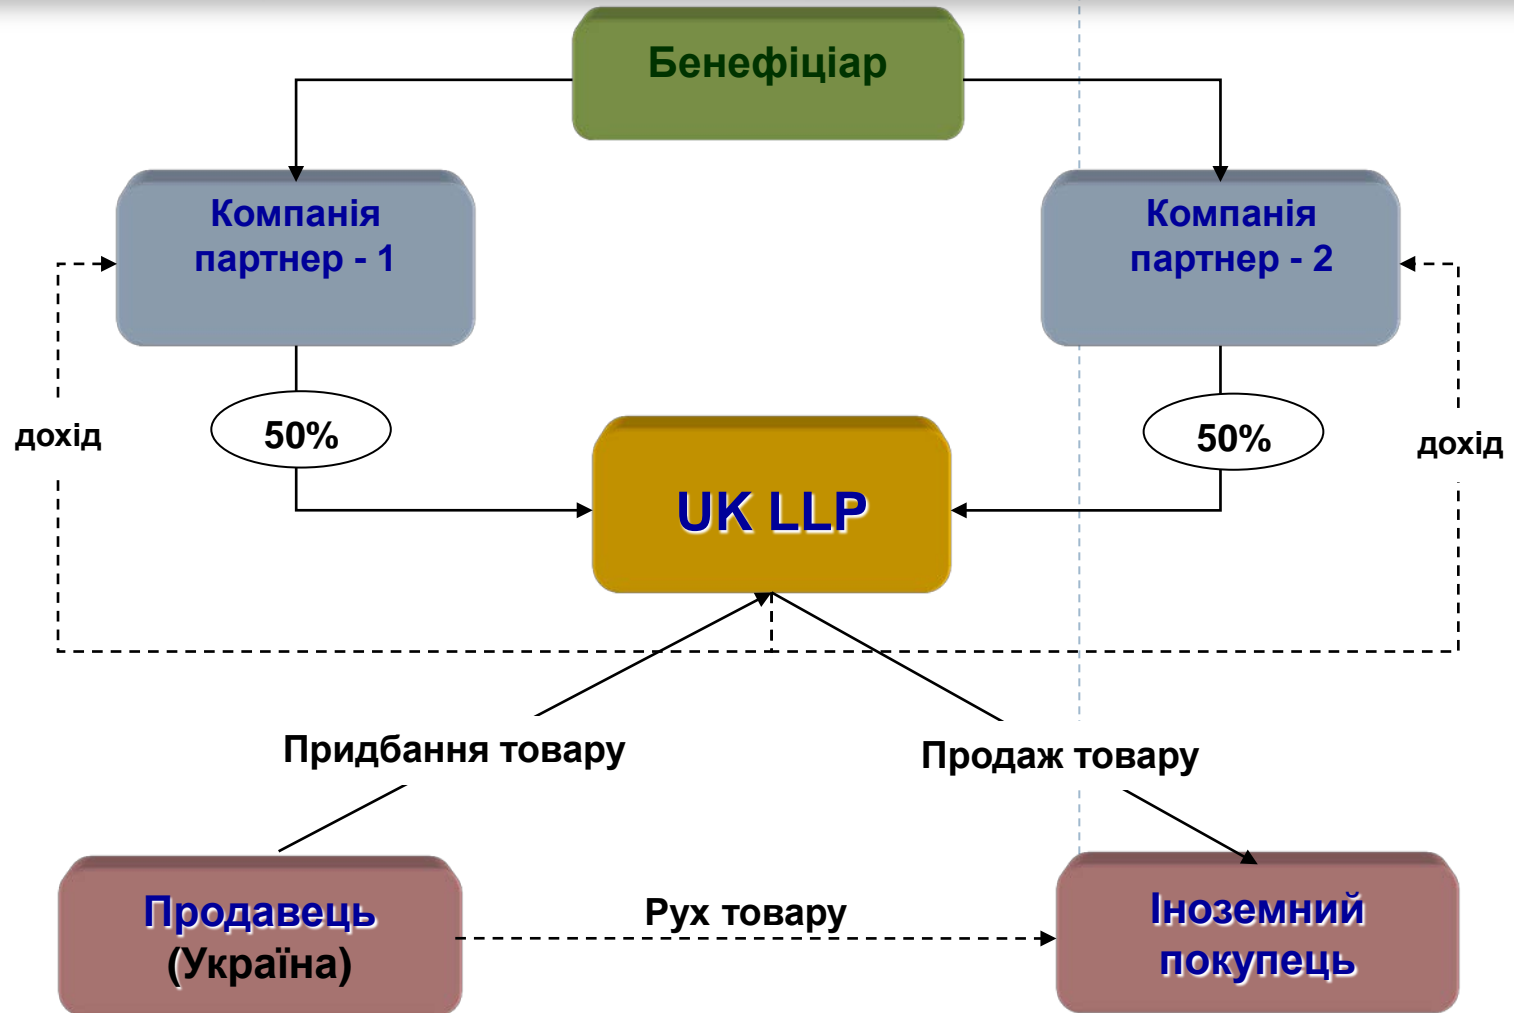 Бенефіціар
Компанія
партнер - 1
Компанія
партнер - 2
дохід
50%
50%
дохід
UK LLP
Придбання товару
Продаж товару
Продавець
(Україна)
Рух товару
Іноземний
покупець